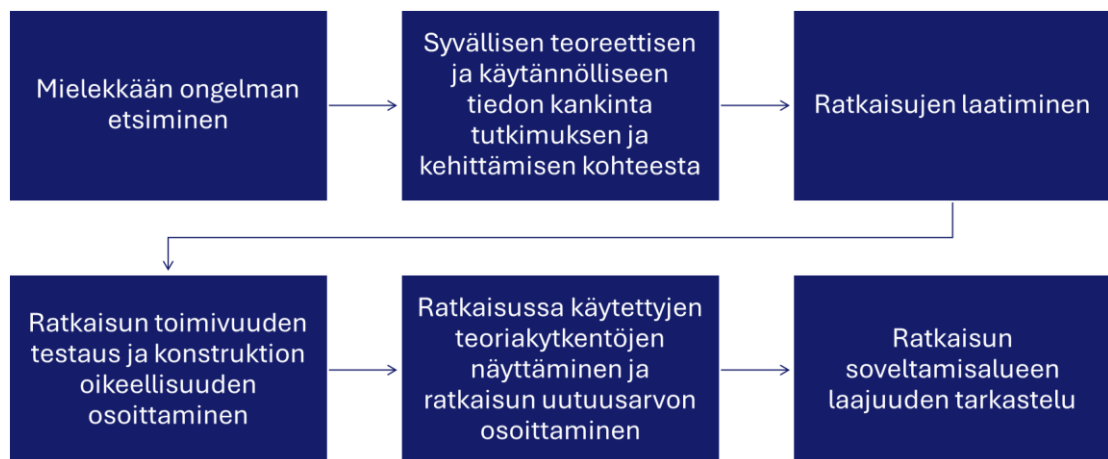 Mielekkään ongelman
etsiminen
Syvällisen teoreettisen
ja käytännölliseen
tiedon kankinta
tutkimuksen ja
kehittämisen kohteesta
Ratkaisujen laatiminen
Ratkaisun toimivuuden
testaus ja konstruktion
oikeellisuuden
osoittaminen
Ratkaisussa käytettyjen
teoriakytkentöjen
näyttäminen ja
ratkaisun uutuusarvon
osoittaminen
Ratkaisun
soveltamisalueen
laajuuden tarkastelu